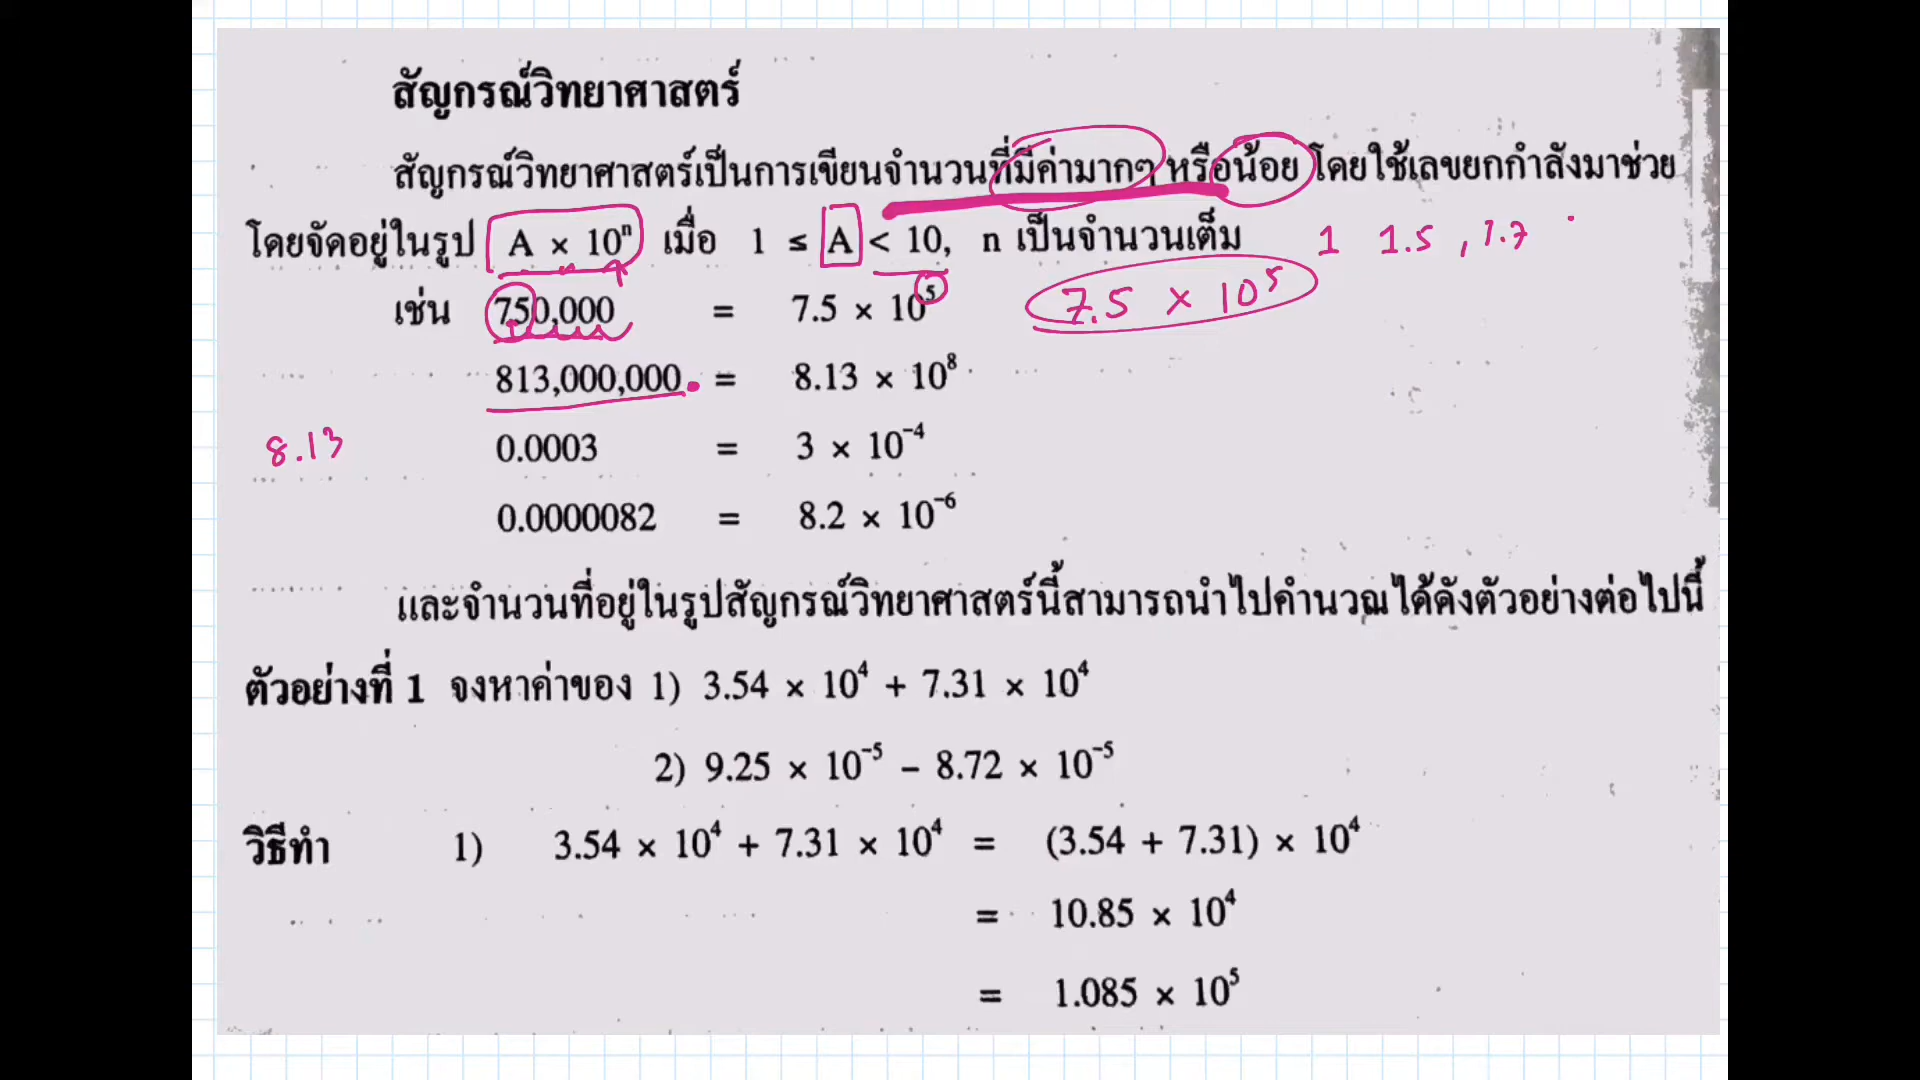 สัญกรณ์วิทยาศาสตร์
สัญกรณ์วิทยาศาสตร์เป็นการเขียนจำนวนที่มีค่ามากๆ หรือน้อย โดยใช้เลขยกกำลังมาช่วย
โดยจัดอยู่ในรูป A × 10ⁿ เมื่อ 1 ≤ A < 10, n เป็นจำนวนเต็ม 1 1.5 , 1.7
เช่น 750,000 = 7.5 × 10⁵ 7.5 × 10⁵
813,000,000. = 8.13 × 10⁸
8.13 0.0003 = 3 × 10⁻⁴
0.0000082 = 8.2 × 10⁻⁶
และจำนวนที่อยู่ในรูปสัญกรณ์วิทยาศาสตร์นี้สามารถนำไปคำนวณได้ดังตัวอย่างต่อไปนี้
ตัวอย่างที่ 1 จงหาค่าของ 1) 3.54 × 10⁴ + 7.31 × 10⁴
2) 9.25 × 10⁻⁵ – 8.72 × 10⁻⁵
วิธีทำ 1) 3.54 × 10⁴ + 7.31 × 10⁴ = (3.54 + 7.31) × 10⁴
= 10.85 × 10⁴
= 1.085 × 10⁵